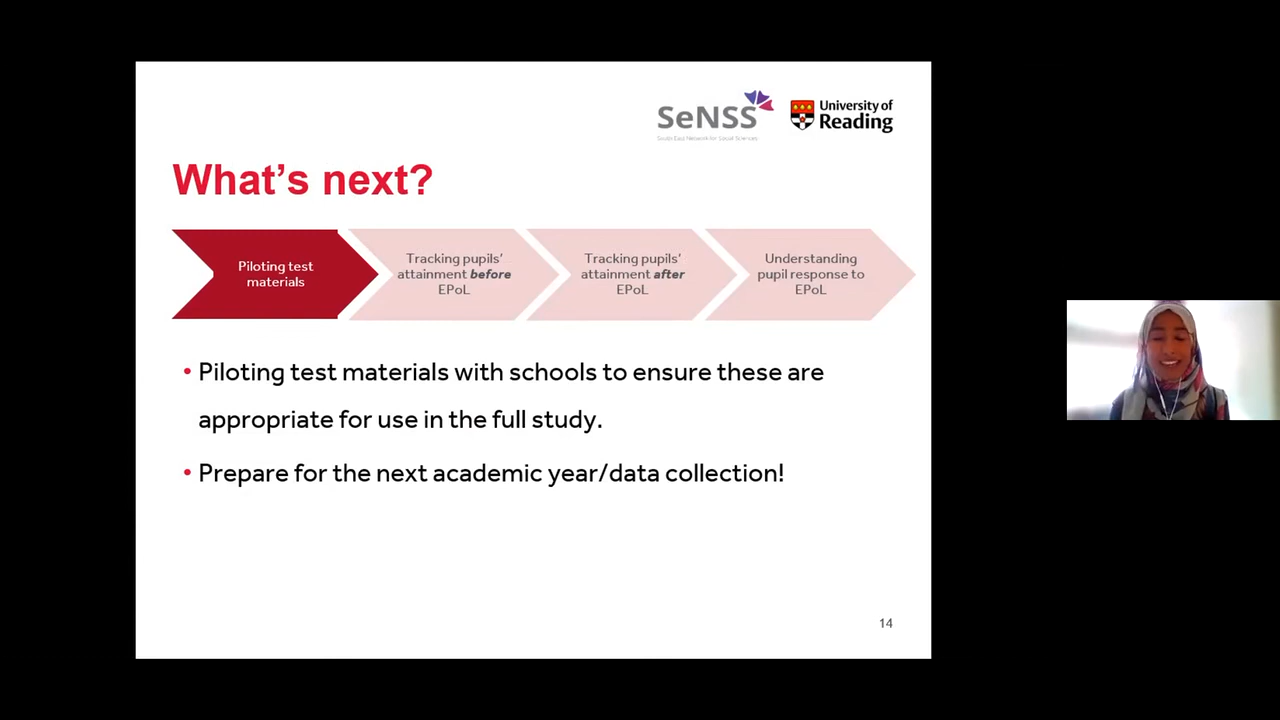 SeNSS
South East Network for Social Sciences
University of
Reading
What's next?
Piloting test
materials
Tracking pupils'
attainment before
EPoL
Tracking pupils'
attainment after
EPoL
Understanding
pupil response to
EPoL
• Piloting test materials with schools to ensure these are
appropriate for use in the full study.
• Prepare for the next academic year/data collection!
14